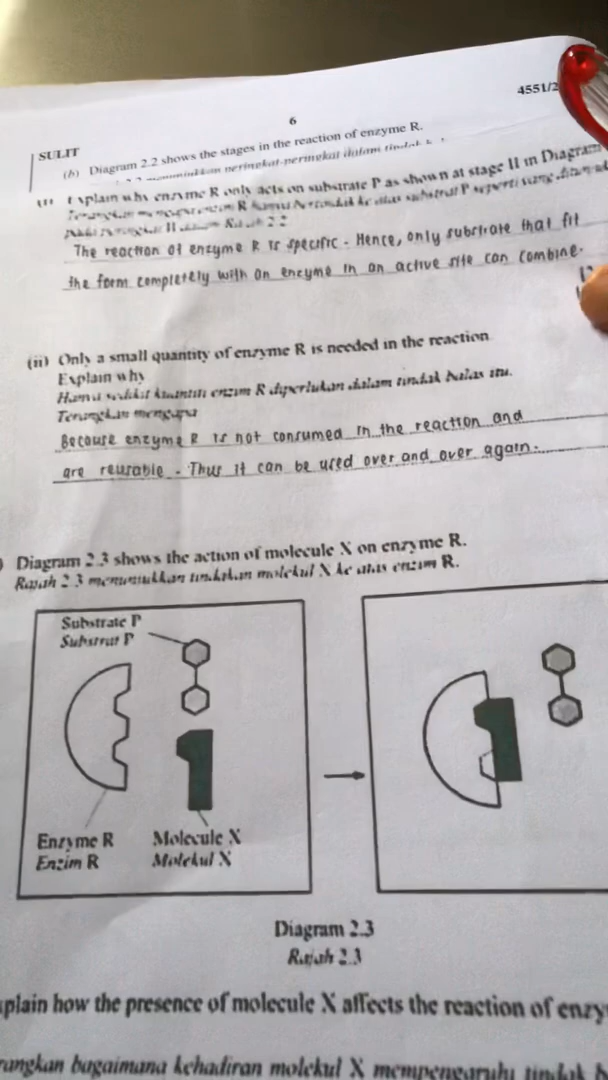 4551/2
6
SULIT
(b) Diagram 2.2 shows the stages in the reaction of enzyme R.
explain why enzyme R only acts on substrate P as shown at stage II in Diagram
The reaction of enzyme R is specific. Hence, only substrate that fit
the form completely with an enzyme in an active site can combine.
(ii) Only a small quantity of enzyme R is needed in the reaction
Explain why
Hanya sedikit kuantiti enzim R diperlukan dalam tindak balas itu.
Terangkan mengapa
Because enzyme R is not consumed in the reaction and
are reusable. Thus it can be used over and over again.
Diagram 2.3 shows the action of molecule X on enzyme R.
Rajah 2.3 menunjukkan tindakan molekul X ke atas enzim R.
Substrate P
Substrat P
Enzyme R
Enzim R
Molecule X
Molekul X
Diagram 2.3
Rajah 2.3
plain how the presence of molecule X affects the reaction of enzy
rangkan bagaimana kehadiran molekul X mempengaruhi tindak b